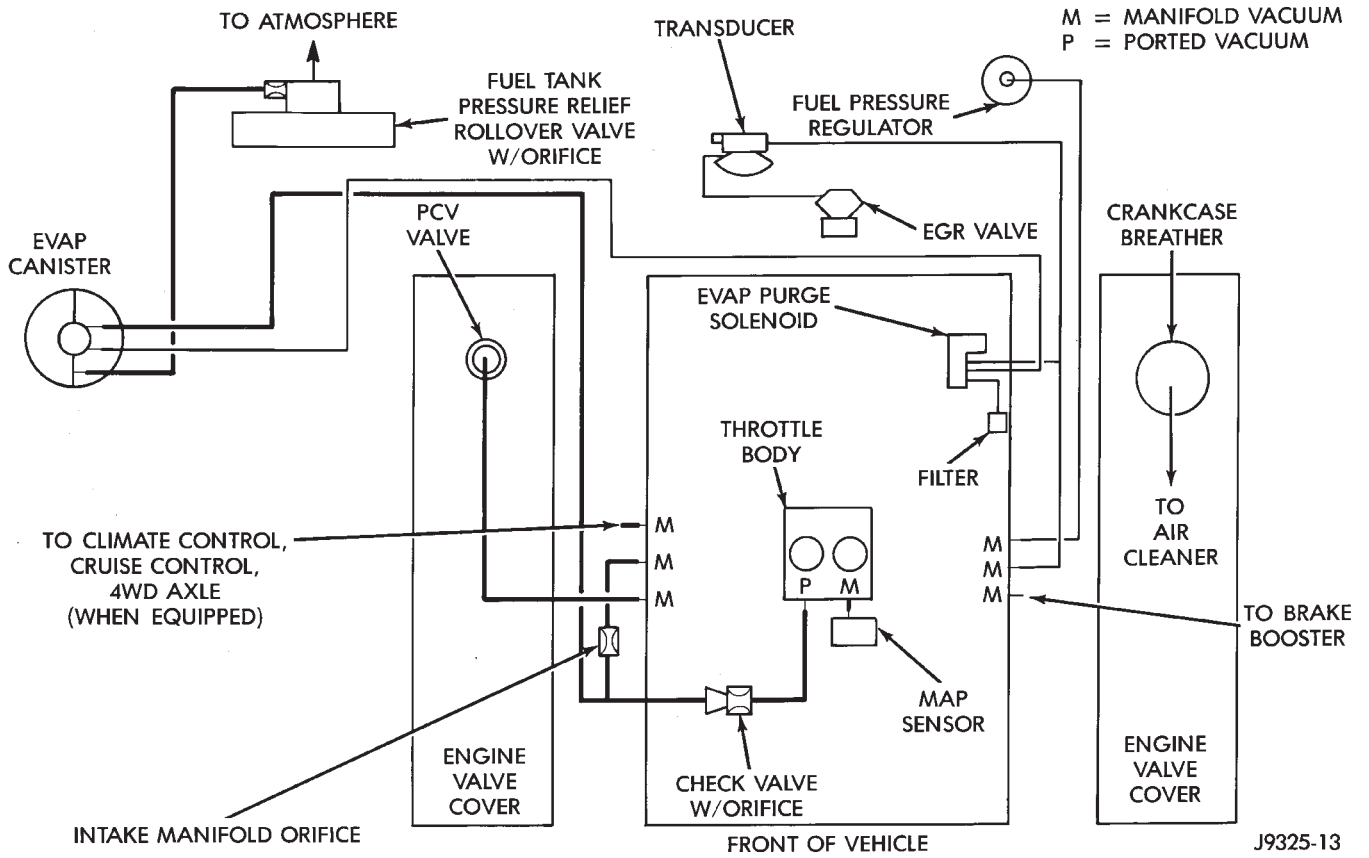 TO ATMOSPHERE
FUEL TANK
PRESSURE RELIEF
ROLLOVER VALVE
W/ORIFICE
TRANSDUCER
M = MANIFOLD VACUUM
P = PORTED VACUUM
FUEL PRESSURE
REGULATOR
EGR VALVE
CRANKCASE
BREATHER
EVAP
CANISTER
PCV
VALVE
EVAP PURGE
SOLENOID
FILTER
THROTTLE
BODY
TO
AIR
CLEANER
TO CLIMATE CONTROL,
CRUISE CONTROL,
4WD AXLE
(WHEN EQUIPPED)
M
M
M
P M
M
M
M
TO BRAKE
BOOSTER
MAP
SENSOR
ENGINE
VALVE
COVER
CHECK VALVE
W/ORIFICE
ENGINE
VALVE
COVER
INTAKE MANIFOLD ORIFICE
FRONT OF VEHICLE
J9325-13